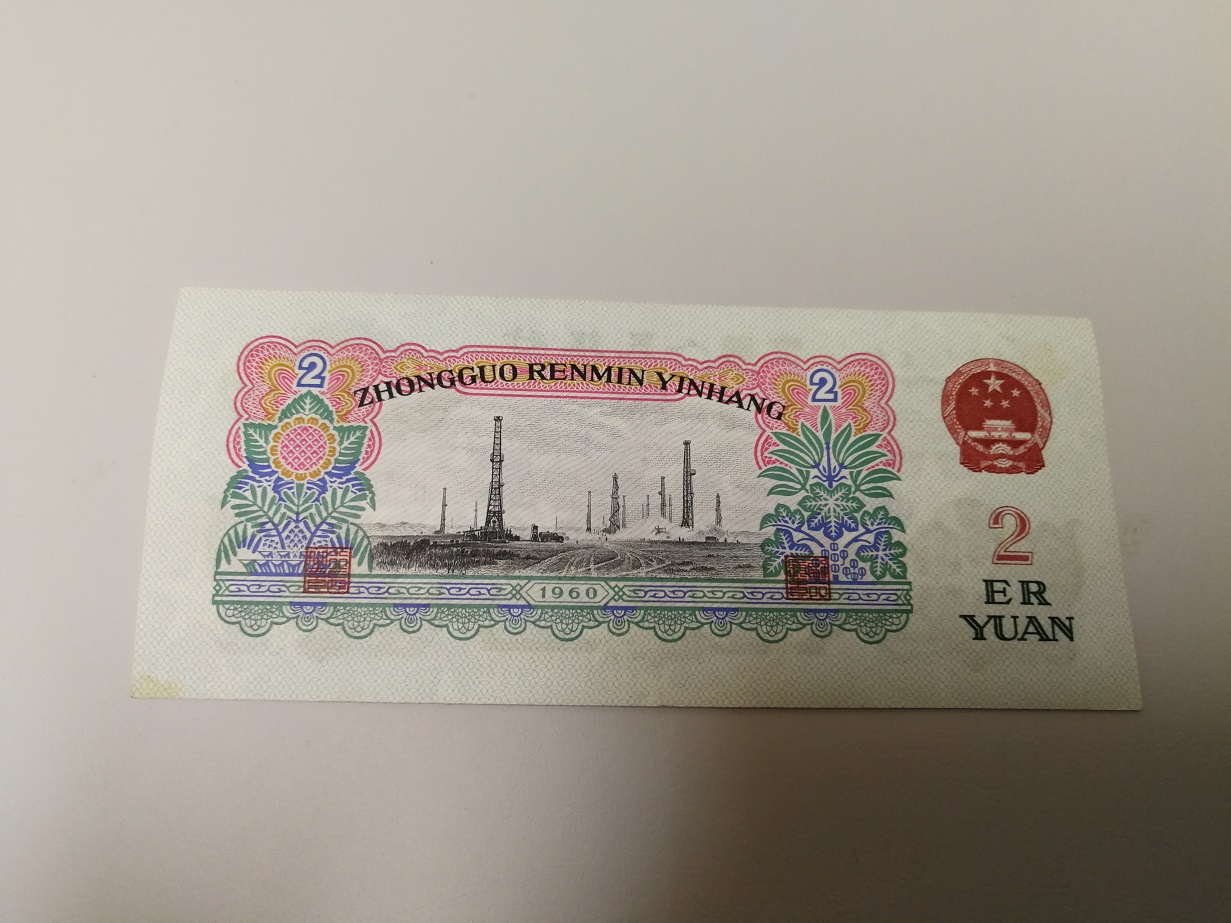 2 2
ZHONGGUO RENMIN YINHANG
2
ER
YUAN
1960